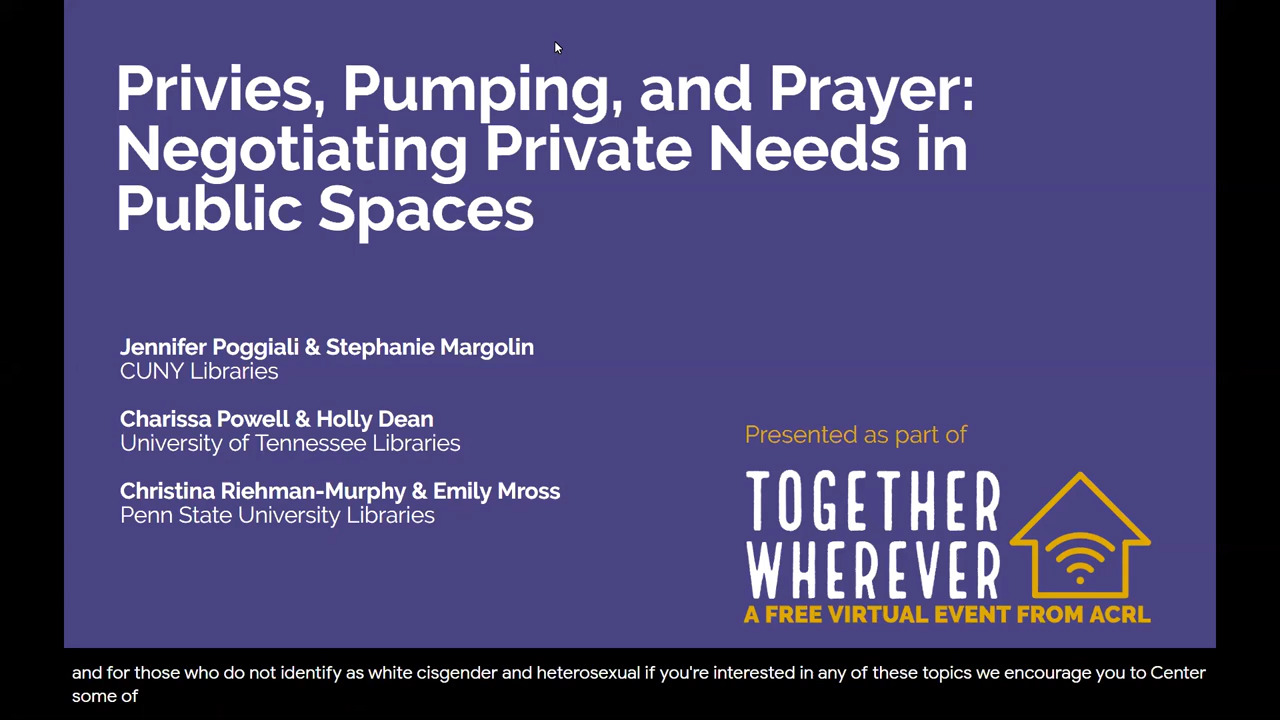 Privies, Pumping, and Prayer:
Negotiating Private Needs in
Public Spaces
Jennifer Poggiali & Stephanie Margolin
CUNY Libraries
Charissa Powell & Holly Dean
University of Tennessee Libraries
Christina Riehman-Murphy & Emily Mross
Penn State University Libraries
Presented as part of
TOGETHER
WHEREVER
A FREE VIRTUAL EVENT FROM ACRL
and for those who do not identify as white cisgender and heterosexual if you're interested in any of these topics we encourage you to Center
some of